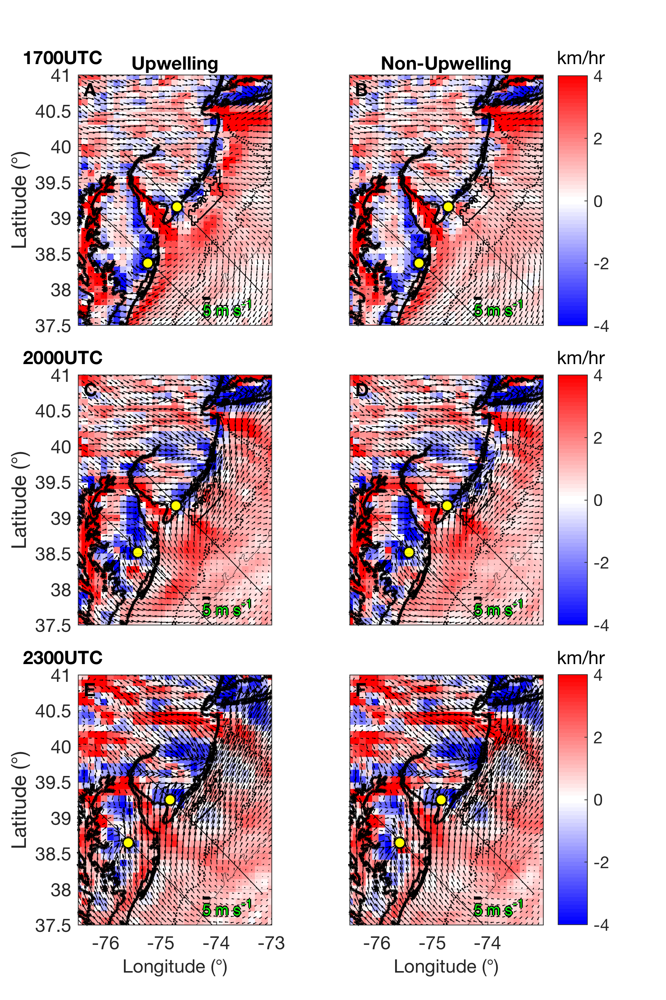 1700UTC
Upwelling
Non-Upwelling
km/hr
A
B
41
40.5
40
39.5
39
38.5
38
37.5
Latitude (°)
5 m s⁻¹
5 m s⁻¹
4
2
0
-2
-4
2000UTC
km/hr
C
D
41
40.5
40
39.5
39
38.5
38
37.5
Latitude (°)
5 m s⁻¹
5 m s⁻¹
4
2
0
-2
-4
2300UTC
km/hr
E
F
41
40.5
40
39.5
39
38.5
38
37.5
Latitude (°)
5 m s⁻¹
5 m s⁻¹
4
2
0
-2
-4
-76 -75 -74 -73
-76 -75 -74
Longitude (°)
Longitude (°)